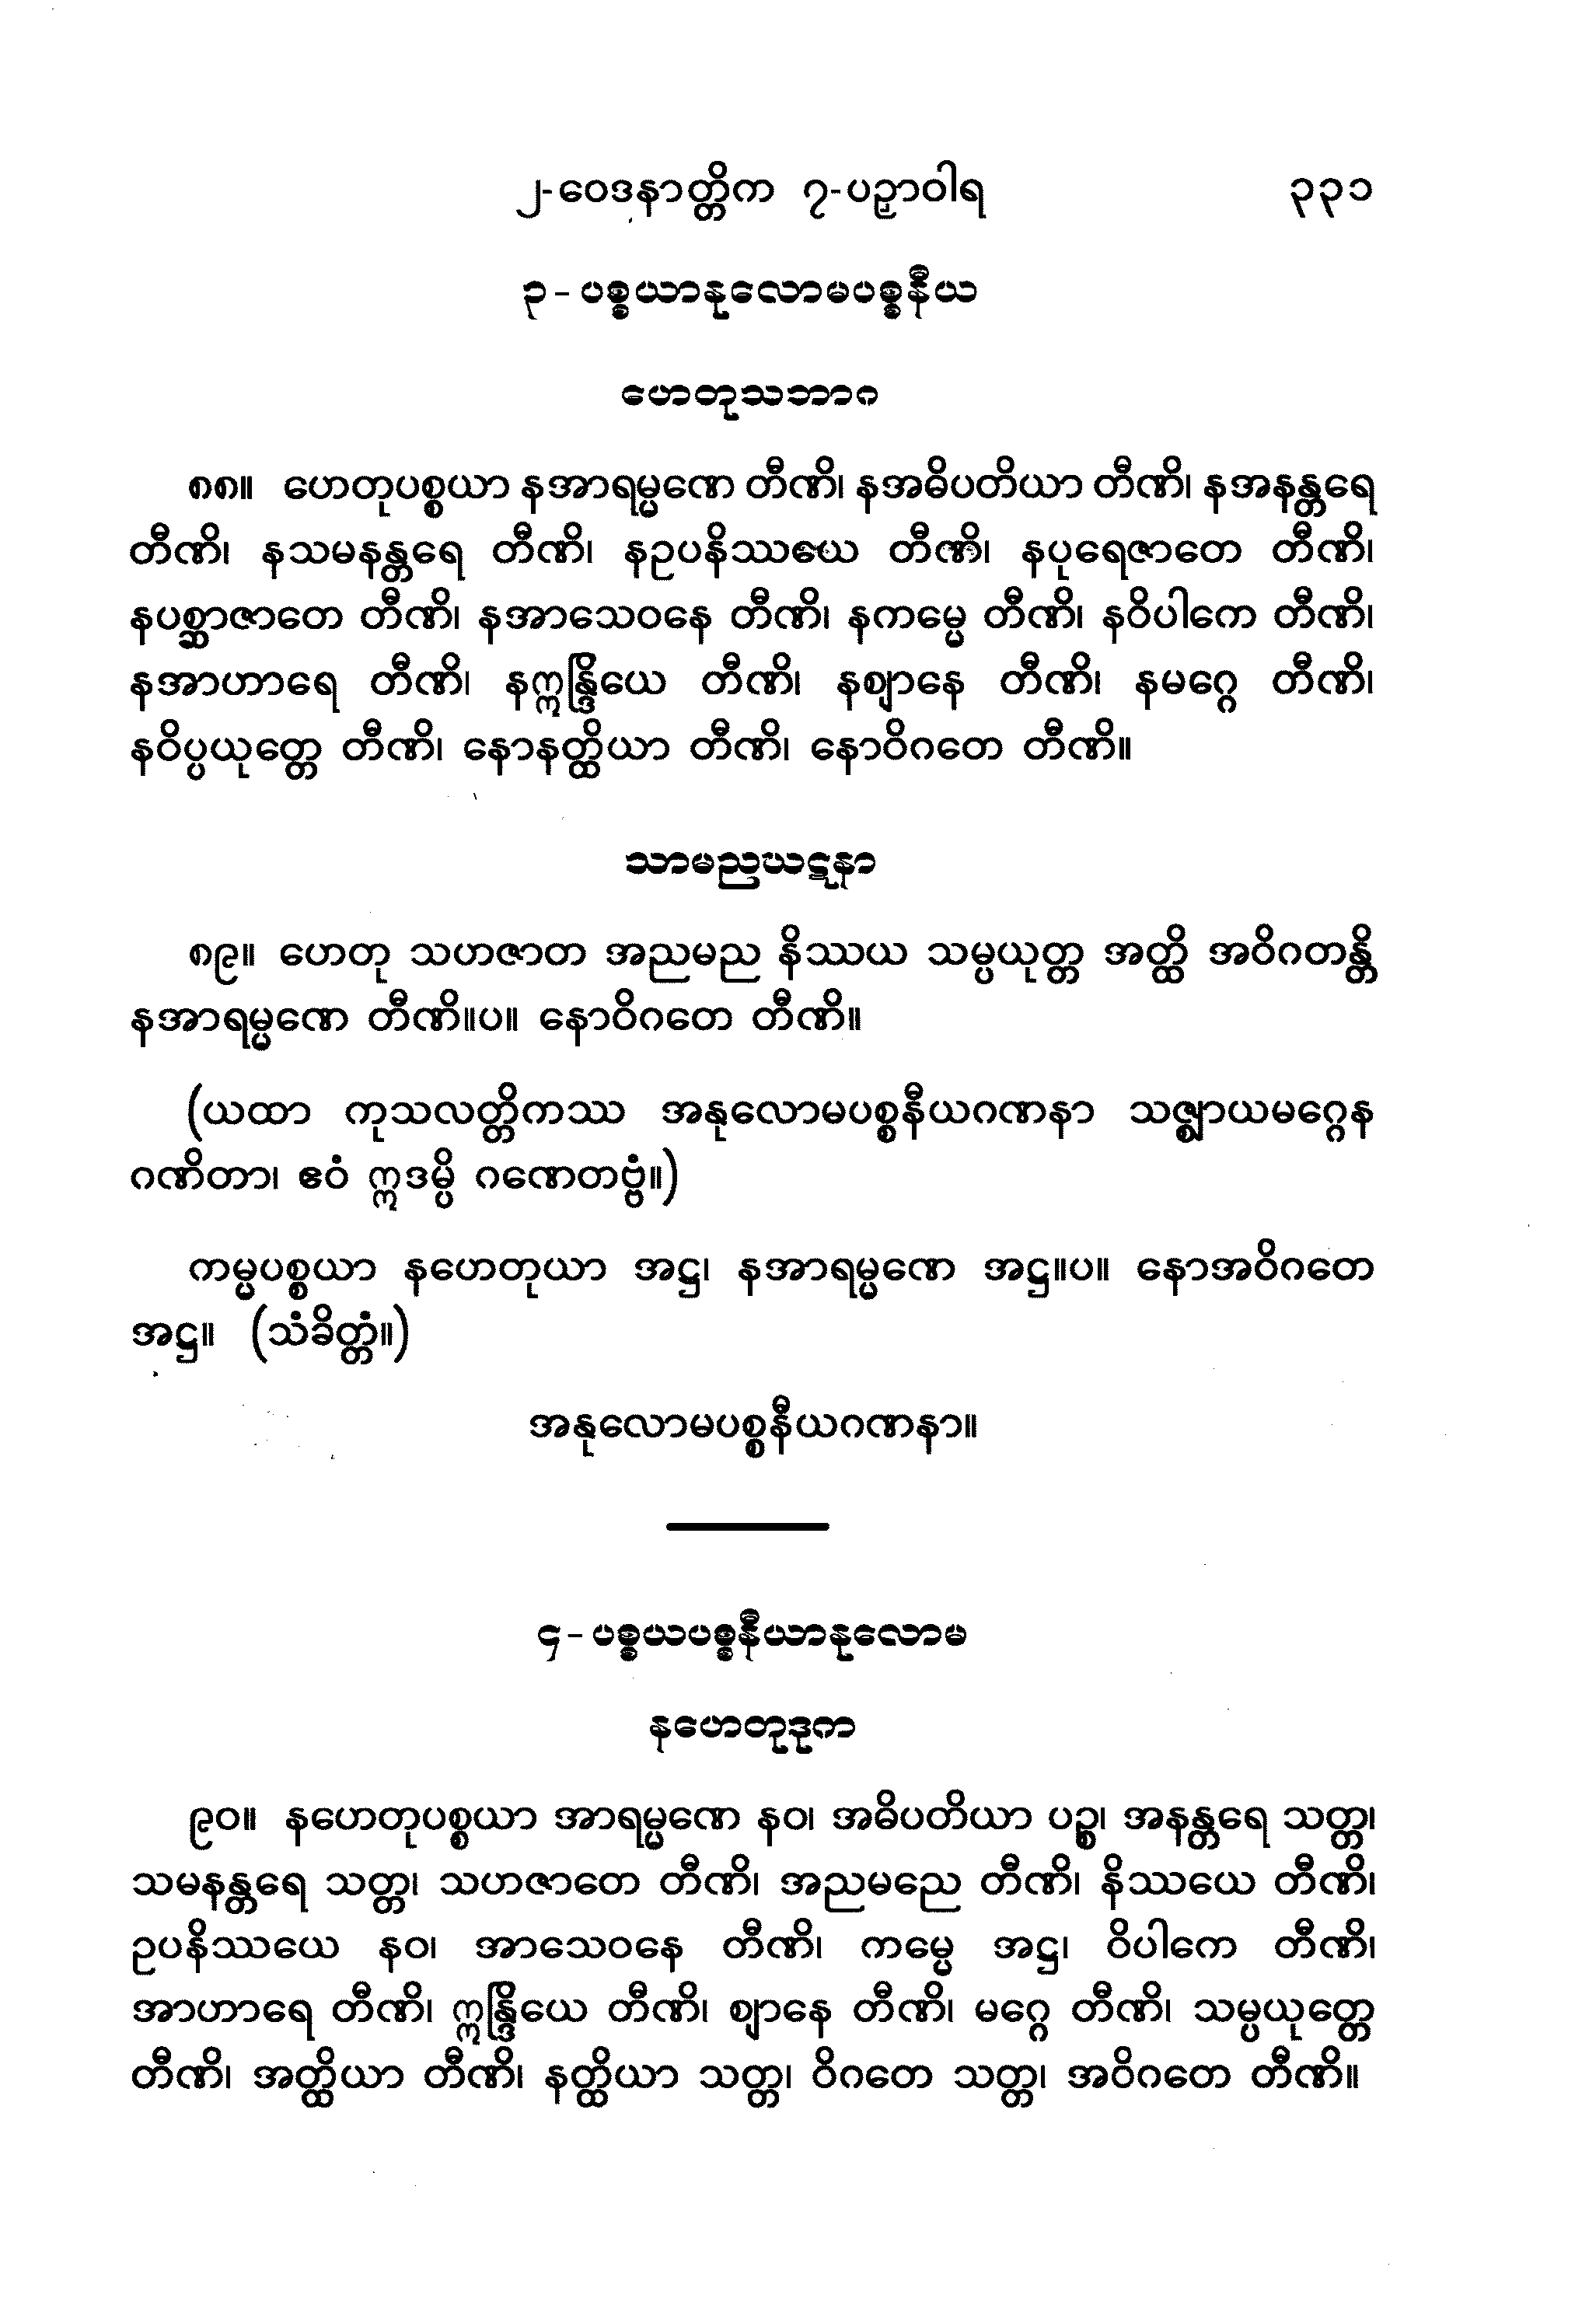 ၂-ဝေဒနာတ္တိက ၇-ပဉှာဝါရ ၃၃၁
၃-ပစ္စယာနုလောမပစ္စနီယ
ဟေတုသဘာဂ
၈၈။ ဟေတုပစ္စယာ နအာရမ္မဏေ တီဏိ၊ နအဓိပတိယာ တီဏိ၊ နအနန္တရေ
တီဏိ၊ နသမနန္တရေ တီဏိ၊ နဥပနိဿယေ တီဏိ၊ နပုရေဇာတေ တီဏိ၊
နပစ္ဆာဇာတေ တီဏိ၊ နအာသေဝနေ တီဏိ၊ နကမ္မေ တီဏိ၊ နဝိပါကေ တီဏိ၊
နအာဟာရေ တီဏိ၊ နဣန္ဒြိယေ တီဏိ၊ နဈာနေ တီဏိ၊ နမဂ္ဂေ တီဏိ၊
နဝိပ္ပယုတ္တေ တီဏိ၊ နောနတ္ထိယာ တီဏိ၊ နောဝိဂတေ တီဏိ။
သာမညဃဋနာ
၈၉။ ဟေတု သဟဇာတ အညမည နိဿယ သမ္ပယုတ္တ အတ္ထိ အဝိဂတန္တိ
နအာရမ္မဏေ တီဏိ။ပ။ နောဝိဂတေ တီဏိ။
(ယထာ ကုသလတ္တိကဿ အနုလောမပစ္စနီယဂဏနာ သဇ္ဈာယမဂ္ဂေန
ဂဏိတာ၊ ဧဝံ ဣဒမ္ပိ ဂဏေတဗ္ဗံ။)
ကမ္မပစ္စယာ နဟေတုယာ အဋ္ဌ၊ နအာရမ္မဏေ အဋ္ဌ။ပ။ နောအဝိဂတေ
အဋ္ဌ။ (သံခိတ္တံ။)
အနုလောမပစ္စနီယဂဏနာ။
၄-ပစ္စယပစ္စနီယာနုလောမ
နဟေတုဒုက
၉၀။ နဟေတုပစ္စယာ အာရမ္မဏေ နဝ၊ အဓိပတိယာ ပဉ္စ၊ အနန္တရေ သတ္တ၊
သမနန္တရေ သတ္တ၊ သဟဇာတေ တီဏိ၊ အညမညေ တီဏိ၊ နိဿယေ တီဏိ၊
ဥပနိဿယေ နဝ၊ အာသေဝနေ တီဏိ၊ ကမ္မေ အဋ္ဌ၊ ဝိပါကေ တီဏိ၊
အာဟာရေ တီဏိ၊ ဣန္ဒြိယေ တီဏိ၊ ဈာနေ တီဏိ၊ မဂ္ဂေ တီဏိ၊ သမ္ပယုတ္တေ
တီဏိ၊ အတ္ထိယာ တီဏိ၊ နတ္ထိယာ သတ္တ၊ ဝိဂတေ သတ္တ၊ အဝိဂတေ တီဏိ။